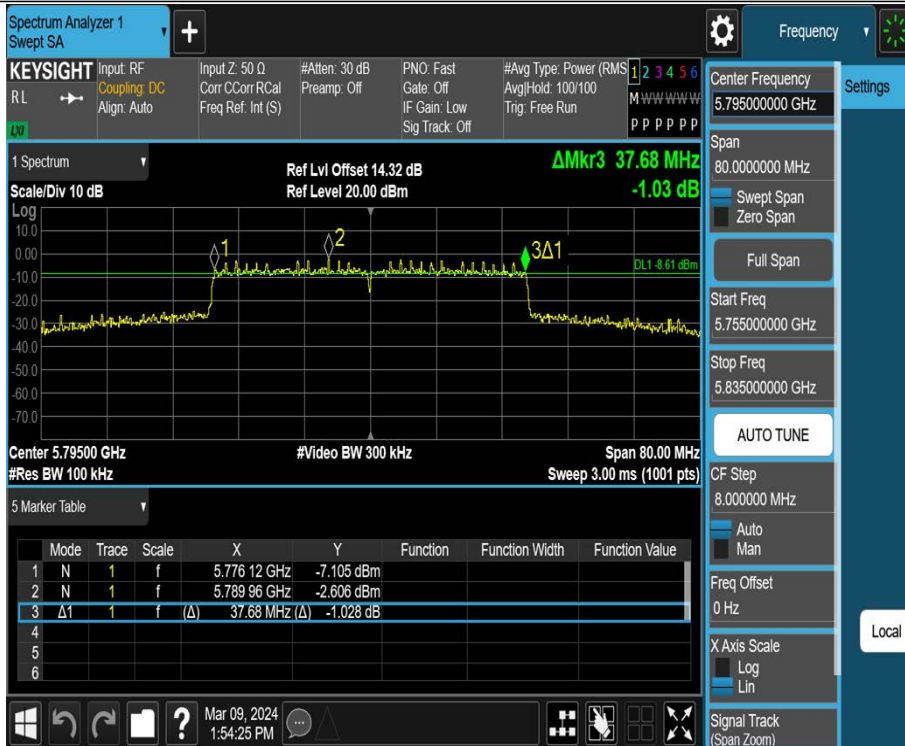 Spectrum Analyzer 1
Swept SA
Frequency
KEYSIGHT
R L
LXI
Input: RF
Coupling: DC
Align: Auto
Input Z: 50 Ω
Corr CCorr RCal
Freq Ref: Int (S)
#Atten: 30 dB
Preamp: Off
PNO: Fast
Gate: Off
IF Gain: Low
Sig Track: Off
#Avg Type: Power (RMS
Avg|Hold: 100/100
Trig: Free Run
1 2 3 4 5 6
M W W W W W
P P P P P P
1 Spectrum
Scale/Div 10 dB
Ref Lvl Offset 14.32 dB
Ref Level 20.00 dBm
ΔMkr3 37.68 MHz
-1.03 dB
Log
10.0
0.00
-10.0
-20.0
-30.0
-40.0
-50.0
-60.0
-70.0
1
2
3Δ1
DL1 -8.61 dBm
Center 5.79500 GHz
#Video BW 300 kHz
Span 80.00 MHz
#Res BW 100 kHz
Sweep 3.00 ms (1001 pts)
5 Marker Table
Mode Trace Scale X Y Function Function Width Function Value
1 N 1 f 5.776 12 GHz -7.105 dBm
2 N 1 f 5.789 96 GHz -2.606 dBm
3 Δ1 1 f (Δ) 37.68 MHz (Δ) -1.028 dB
4
5
6
?
Mar 09, 2024
1:54:25 PM
Center Frequency
5.795000000 GHz
Span
80.0000000 MHz
Swept Span
Zero Span
Full Span
Start Freq
5.755000000 GHz
Stop Freq
5.835000000 GHz
AUTO TUNE
CF Step
8.000000 MHz
Auto
Man
Freq Offset
0 Hz
X Axis Scale
Log
Lin
Signal Track
(Span Zoom)
Settings
Local